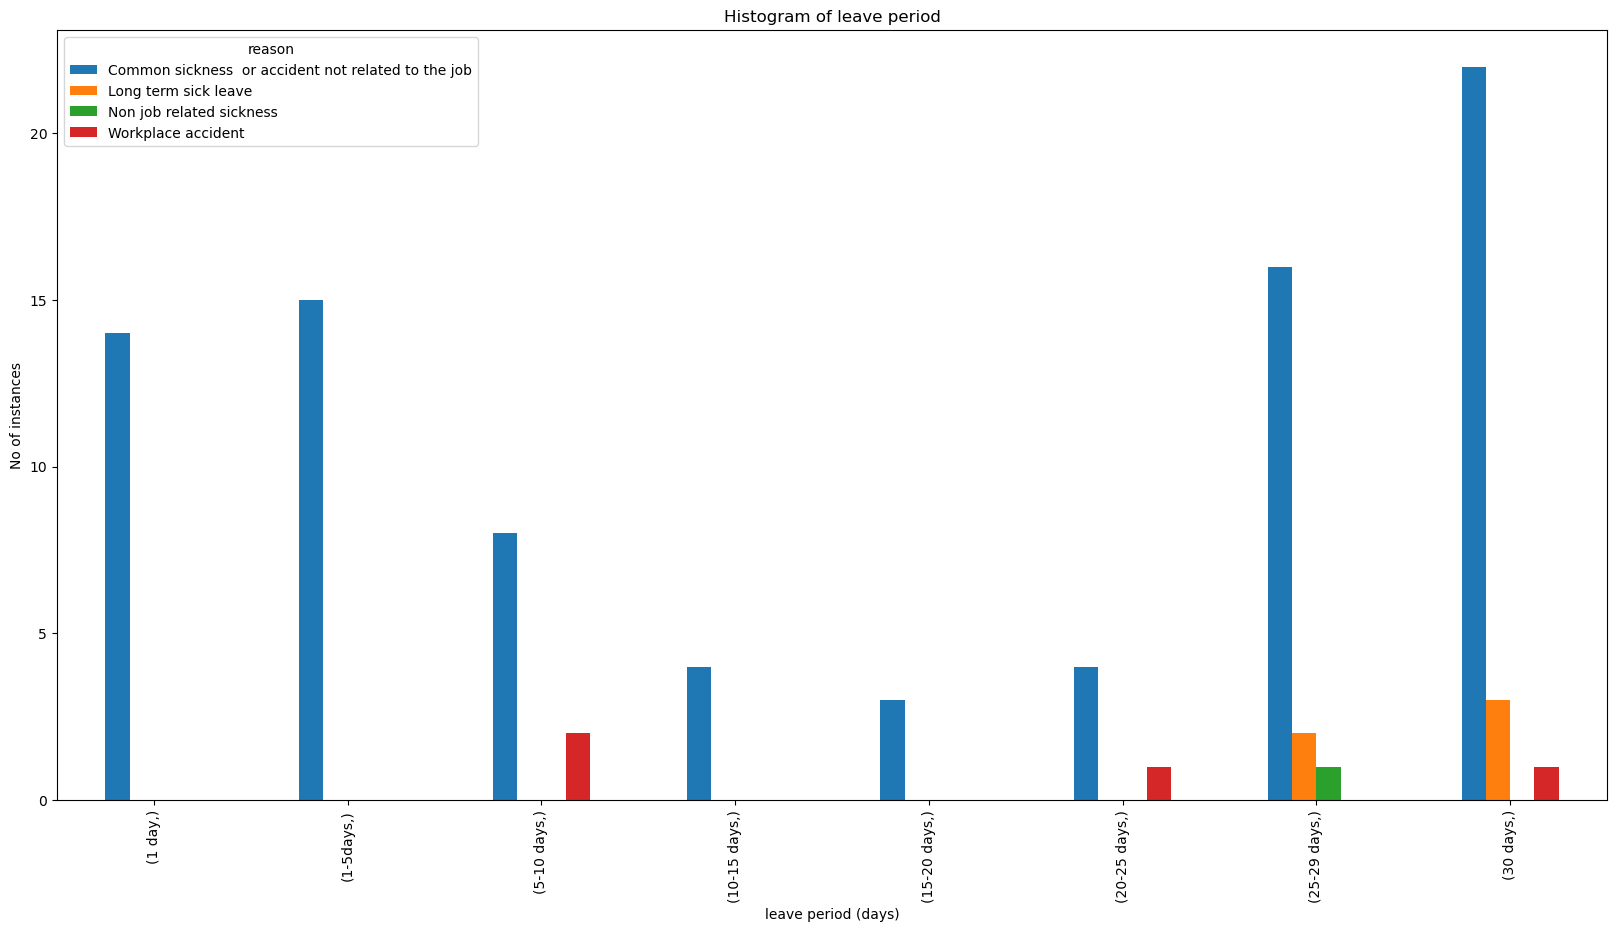 Histogram of leave period
reason
Common sickness  or accident not related to the job
Long term sick leave
Non job related sickness
Workplace accident
No of instances
20
15
10
5
0
(1 day,)
(1-5days,)
(5-10 days,)
(10-15 days,)
(15-20 days,)
(20-25 days,)
(25-29 days,)
(30 days,)
leave period (days)